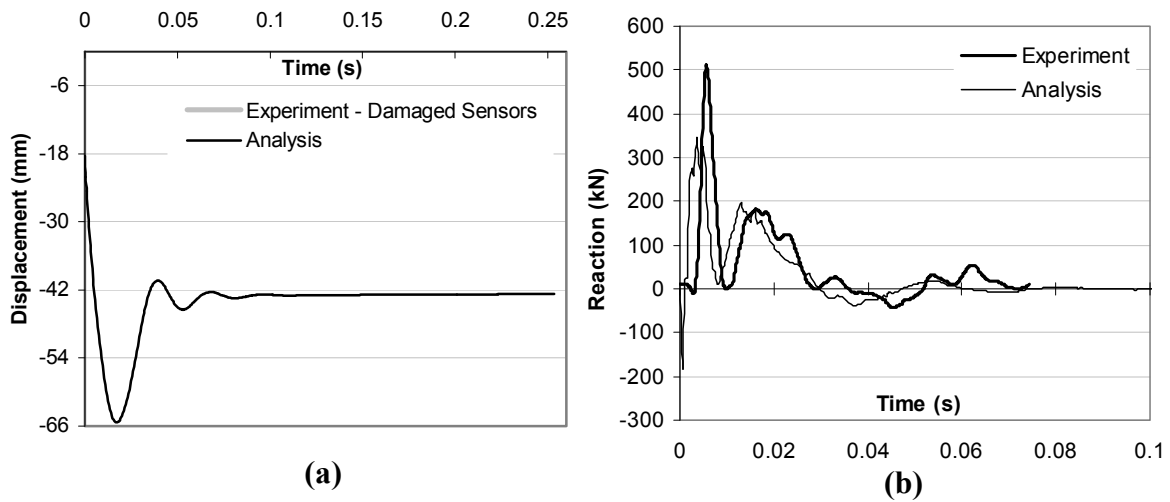 0 0.05 0.1 0.15 0.2 0.25
Time (s)
-6
-18
-30
-42
-54
-66
Displacement (mm)
Experiment - Damaged Sensors
Analysis
(a)
600
500
400
300
200
100
0
-100
-200
-300
Reaction (kN)
Experiment
Analysis
Time (s)
0 0.02 0.04 0.06 0.08 0.1
(b)